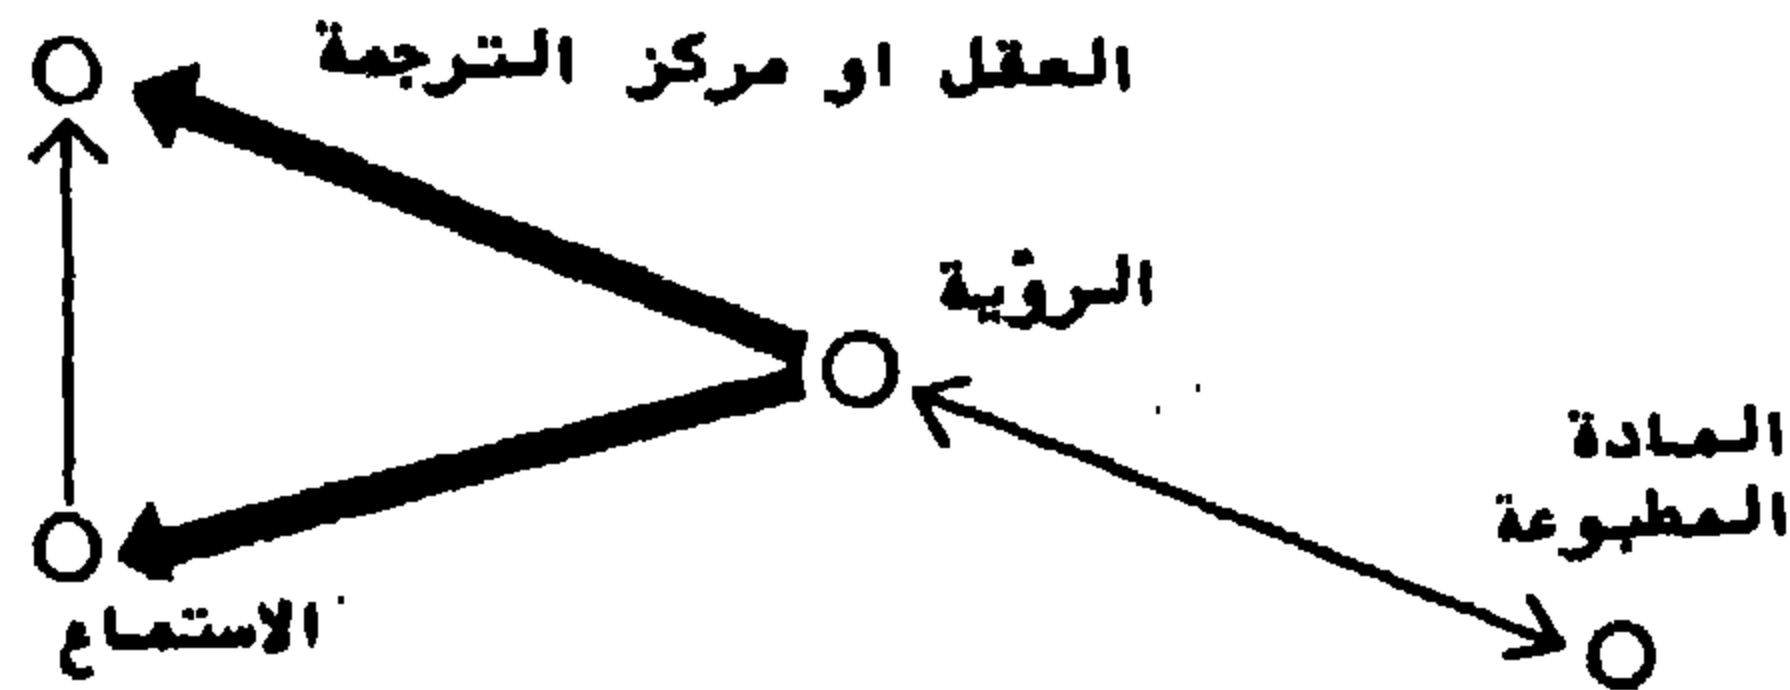 العقل او مركز الترجمة
الرؤية
المادة
المطبوعة
الاستماع